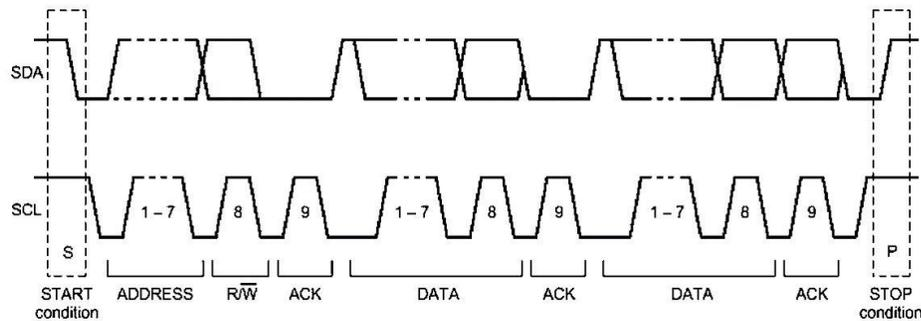 SDA
SCL
1 – 7 8 9 1 – 7 8 9 1 – 7 8 9
S P
START condition ADDRESS R/W̅ ACK DATA ACK DATA ACK STOP condition